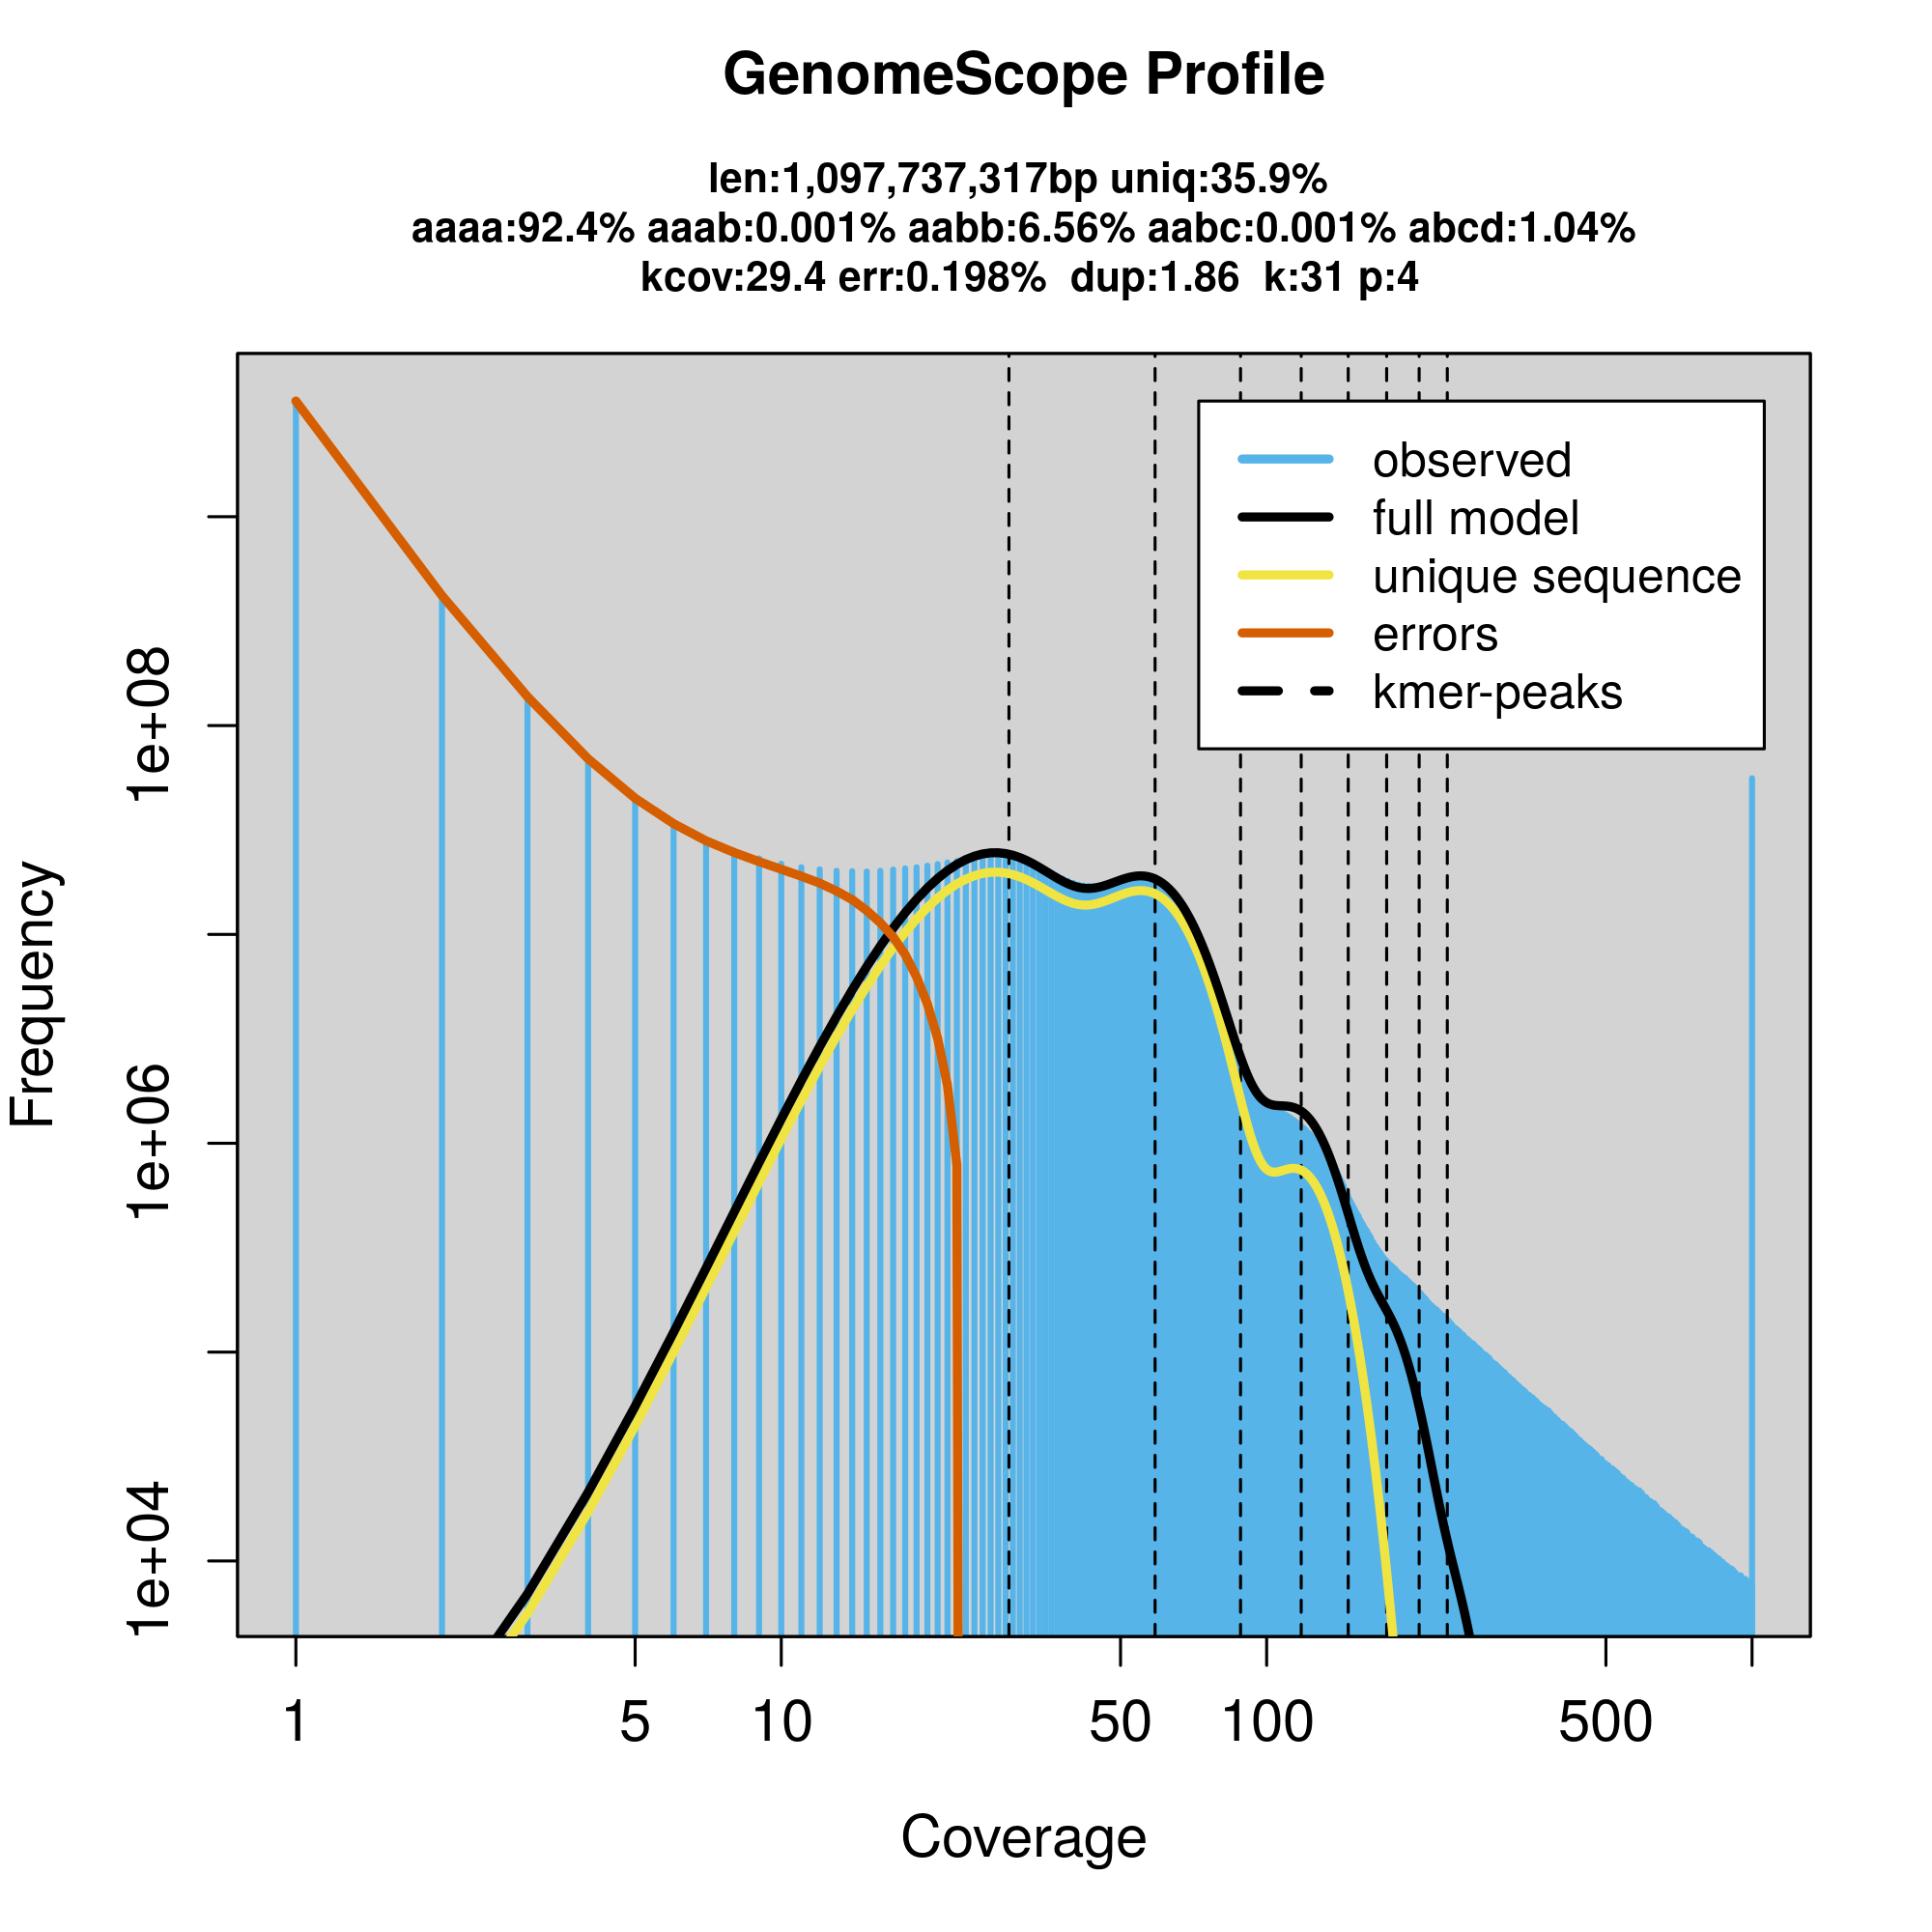 GenomeScope Profile
len:1,097,737,317bp uniq:35.9%
aaaa:92.4% aaab:0.001% aabb:6.56% aabc:0.001% abcd:1.04%
kcov:29.4 err:0.198% dup:1.86 k:31 p:4
observed
full model
unique sequence
errors
kmer-peaks
Frequency
1e+08
1e+06
1e+04
1 5 10 50 100 500
Coverage